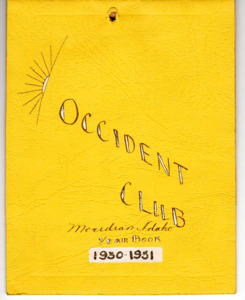 OCCIDENT
CLUB
Meridian Idaho
YEAR BOOK
1930-1931